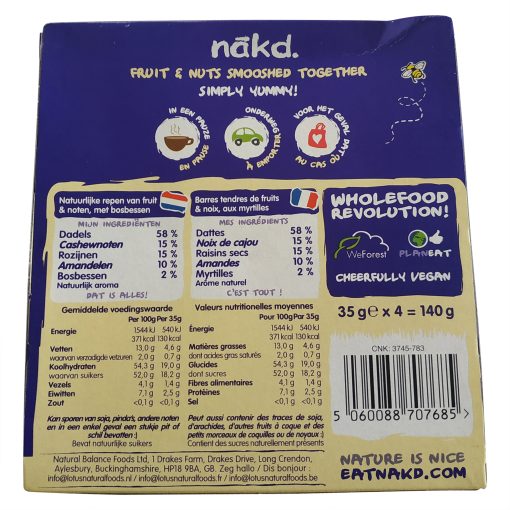 nākd.
FRUIT & NUTS SMOOSHED TOGETHER
SIMPLY YUMMY!
IN EEN PAUZE
EN PAUSE
ONDERWEG
À EMPORTER
VOOR HET GEVAL DAT
AU CAS OÙ
Natuurlijke repen van fruit
& noten, met bosbessen
MIJN INGREDIËNTEN
Dadels 58 %
Cashewnoten 15 %
Rozijnen 15 %
Amandelen 10 %
Bosbessen 2 %
Natuurlijk aroma
DAT IS ALLES!
Gemiddelde voedingswaarde
Per 100g Per 35g
Energie 1544 kJ 540 kJ
371 kcal 130 kcal
Vetten 13,0 g 4,6 g
waarvan verzadigde vetzuren 2,0 g 0,7 g
Koolhydraten 54,3 g 19,0 g
waarvan suikers 52,0 g 18,2 g
Vezels 4,1 g 1,4 g
Eiwitten 7,1 g 2,5 g
Zout <0,1 g <0,1 g
Kan sporen van soja, pinda's, andere noten
en in een enkel geval een stukje pit of
schil bevatten :)
Bevat natuurlijke suikers
Barres tendres de fruits
& noix, aux myrtilles
MES INGRÉDIENTS
Dattes 58 %
Noix de cajou 15 %
Raisins secs 15 %
Amandes 10 %
Myrtilles 2 %
Arôme naturel
C'EST TOUT !
Valeurs nutritionelles moyennes
Pour 100g Par 35g
Énergie 1544 kJ 540 kJ
371 kcal 130 kcal
Matières grasses 13,0 g 4,6 g
dont acides gras saturés 2,0 g 0,7 g
Glucides 54,3 g 19,0 g
dont sucres 52,0 g 18,2 g
Fibres alimentaires 4,1 g 1,4 g
Protéines 7,1 g 2,5 g
Sel <0,1 g <0,1 g
Peut aussi contenir des traces de soja,
d'arachides, d'autres fruits à coque et des
petits morceaux de coquilles ou de noyaux :)
Contient des sucres naturellement présents
WHOLEFOOD
REVOLUTION!
WeForest
PLANEAT
CHEERFULLY VEGAN
35 g e x 4 = 140 g
CNK: 3745-783
5 060088 707685 >
Natural Balance Foods Ltd, 1 Drakes Farm, Drakes Drive, Long Crendon,
Aylesbury, Buckinghamshire, HP18 9BA, GB. Zeg hallo / Dis bonjour :
info@lotusnaturalfoods.nl / info@lotusnaturalfoods.be / info@lotusnaturalfoods.fr
NATURE IS NICE
EATNAKD.COM